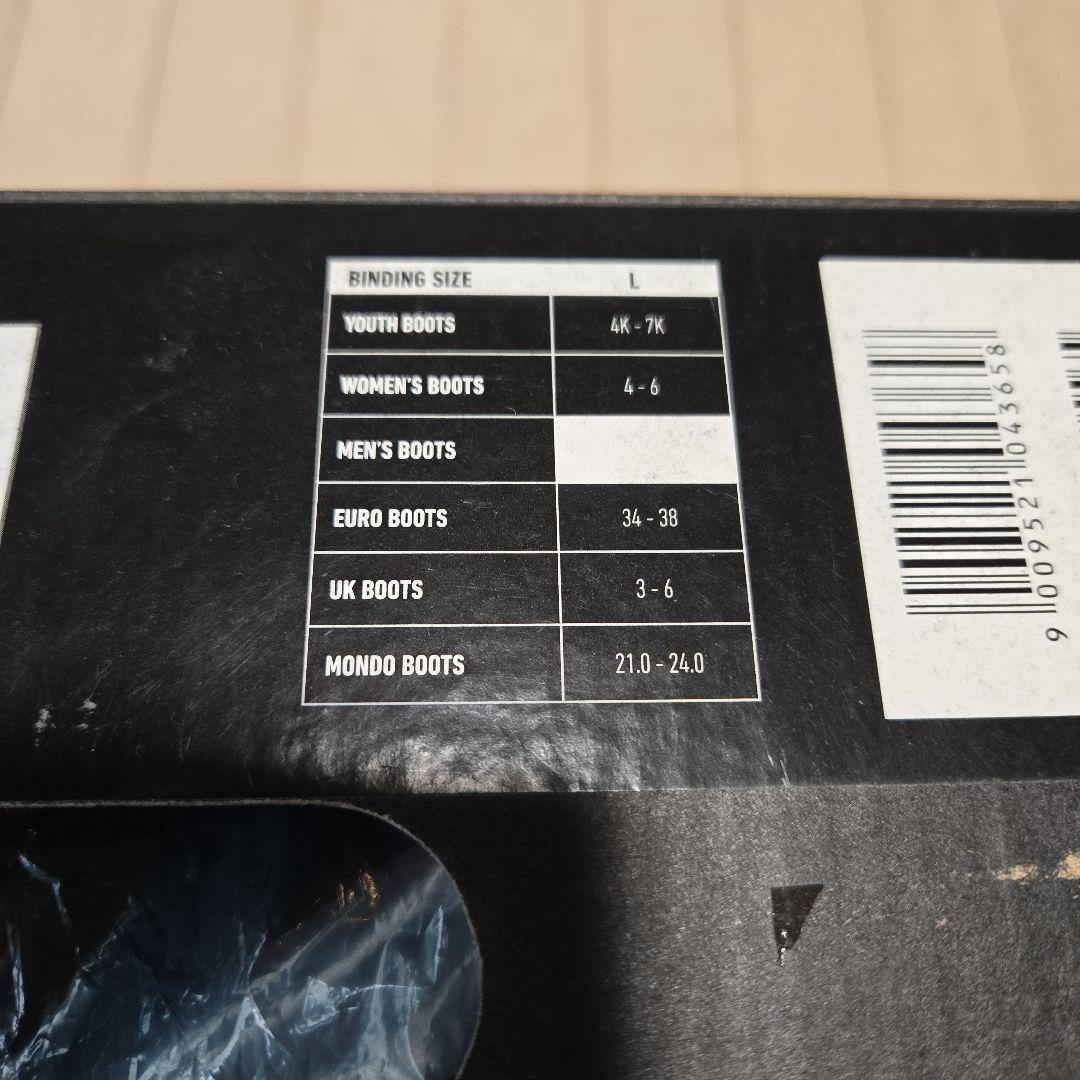 BINDING SIZE L
YOUTH BOOTS 4K - 7K
WOMEN'S BOOTS 4 - 6
MEN'S BOOTS
EURO BOOTS 34 - 38
UK BOOTS 3 - 6
MONDO BOOTS 21.0 - 24.0
9 009521 043658